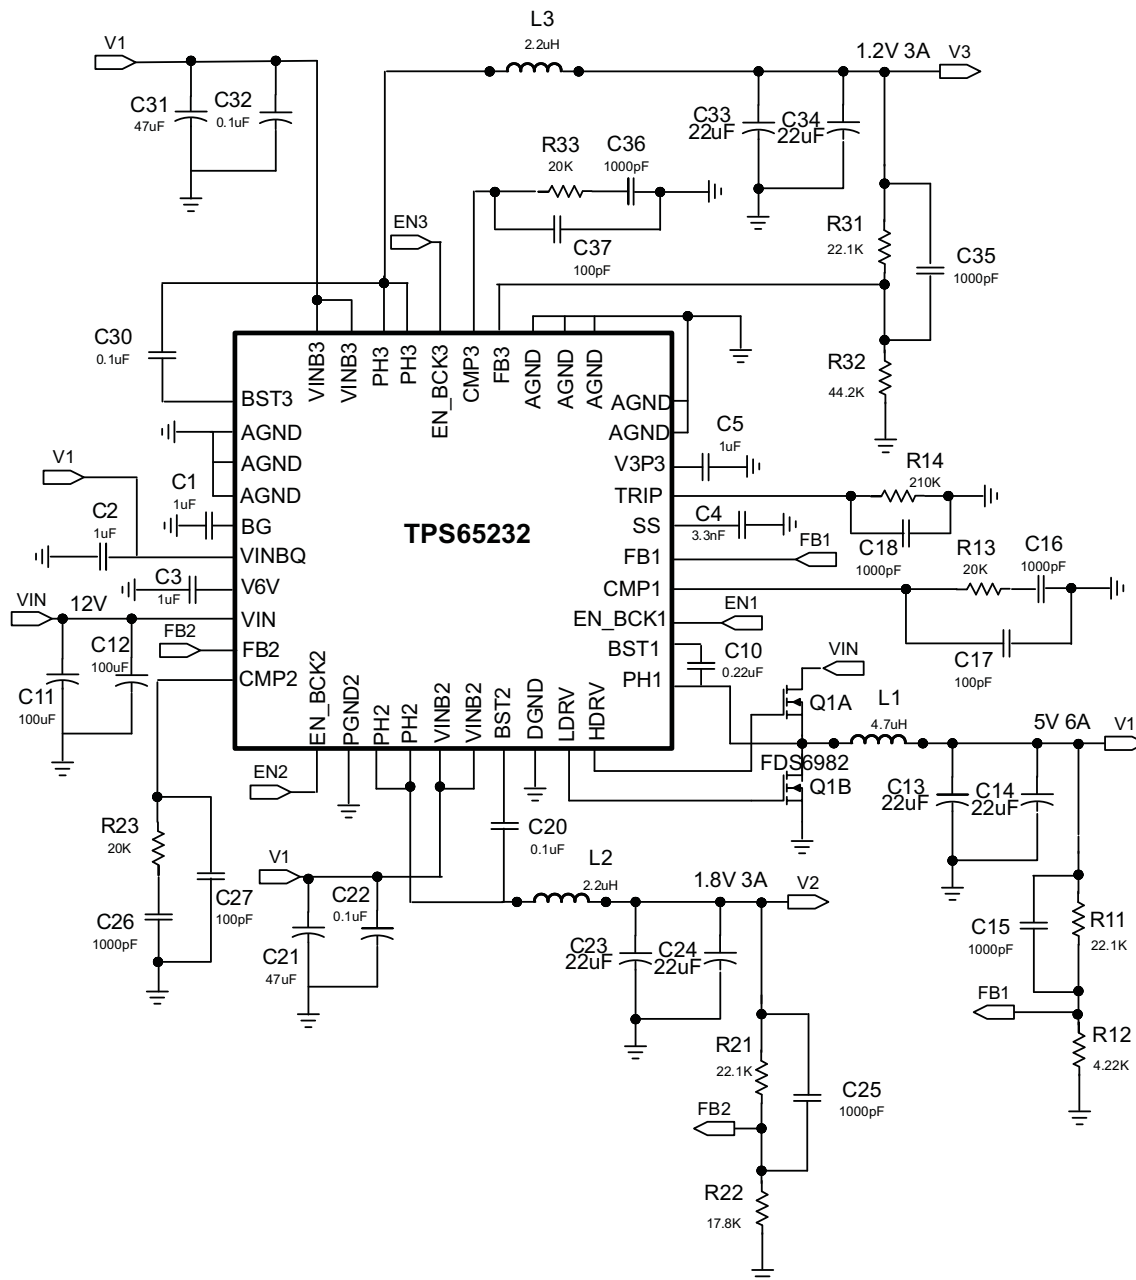 L3
2.2uH
V1
1.2V 3A
V3
C31
47uF
C32
0.1uF
C33
22uF
C34
22uF
R33
20K
C36
1000pF
C37
100pF
EN3
R31
22.1K
C35
1000pF
C30
0.1uF
R32
44.2K
VINB3
VINB3
PH3
PH3
EN_BCK3
CMP3
FB3
AGND
AGND
AGND
BST3
AGND
AGND
AGND
BG
VINBQ
V6V
VIN
FB2
CMP2
TPS65232
AGND
AGND
V3P3
TRIP
SS
FB1
CMP1
EN_BCK1
BST1
PH1
EN_BCK2
PGND2
PH2
PH2
VINB2
VINB2
BST2
DGND
LDRV
HDRV
C5
1uF
R14
210K
C4
3.3nF
C18
1000pF
FB1
R13
20K
C16
1000pF
EN1
C17
100pF
C10
0.22uF
VIN
Q1A
L1
4.7uH
5V 6A
V1
FDS6982
Q1B
C13
22uF
C14
22uF
V1
C1
1uF
C2
1uF
C3
1uF
VIN
12V
FB2
C12
100uF
C11
100uF
EN2
R23
20K
C27
100pF
C26
1000pF
V1
C22
0.1uF
C21
47uF
C20
0.1uF
L2
2.2uH
1.8V 3A
V2
C23
22uF
C24
22uF
C15
1000pF
R11
22.1K
FB1
R12
4.22K
R21
22.1K
C25
1000pF
FB2
R22
17.8K